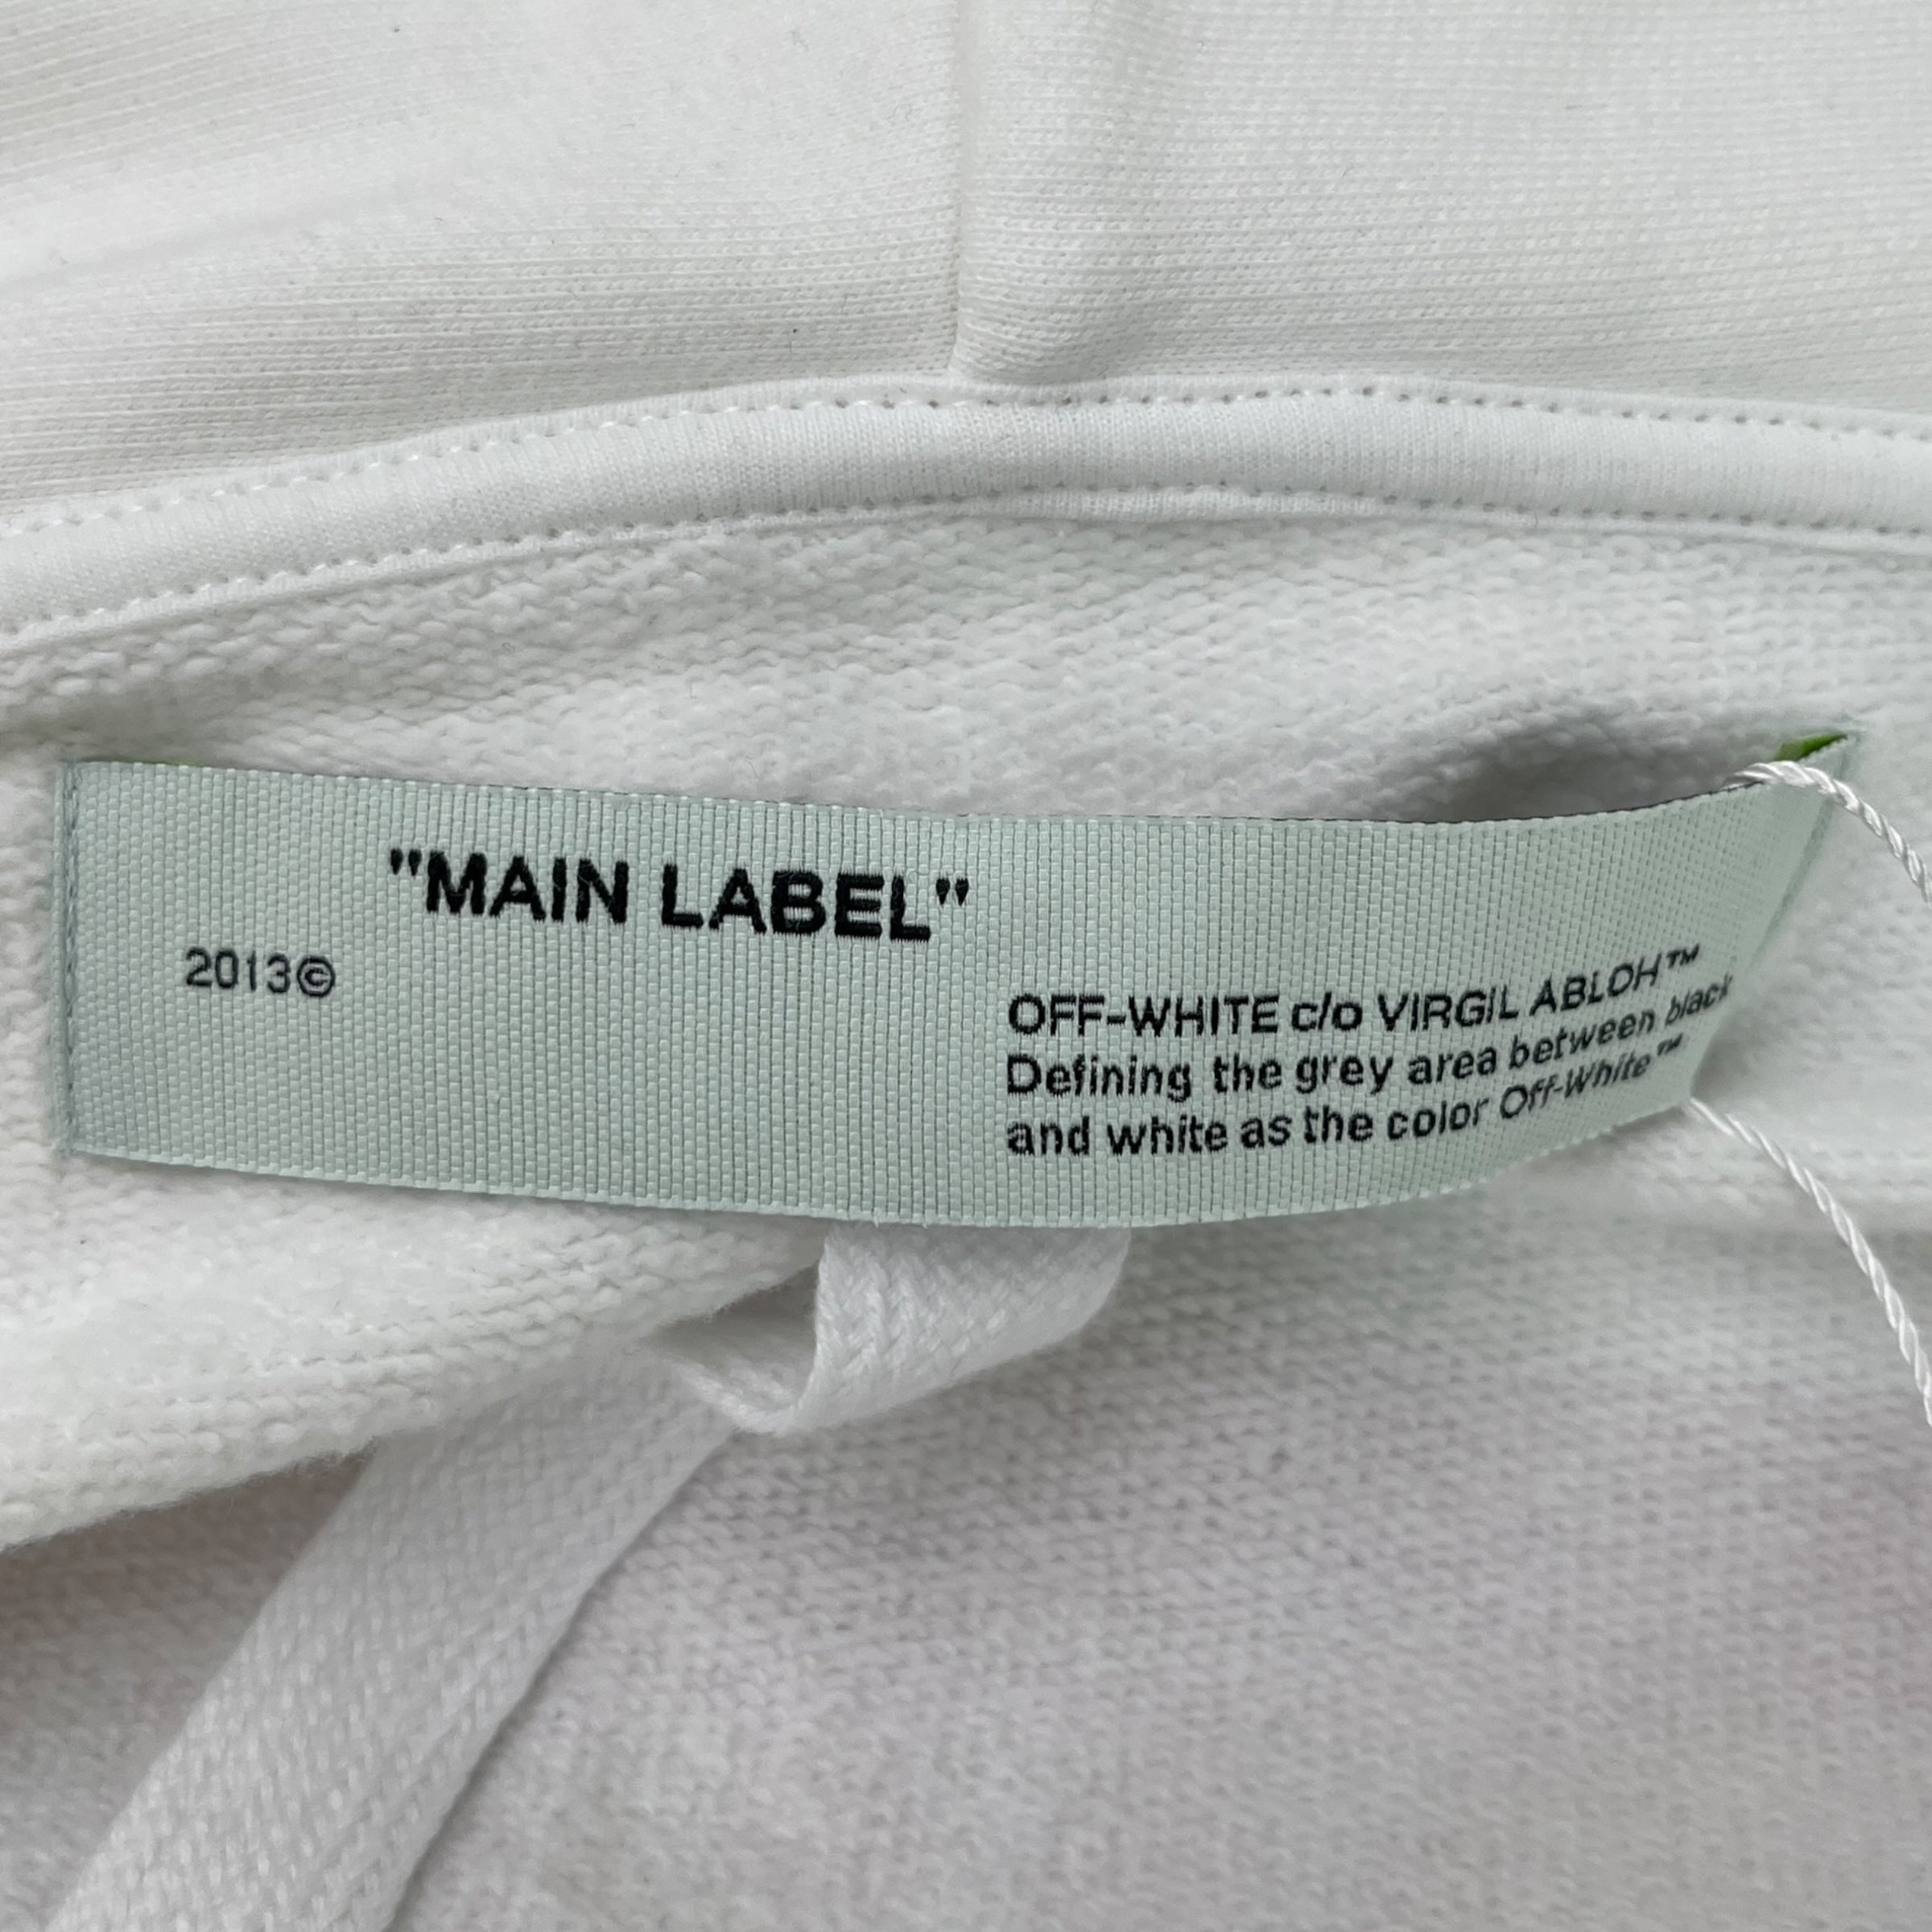 "MAIN LABEL"
2013©
OFF-WHITE c/o VIRGIL ABLOH™
Defining the grey area between black
and white as the color Off-White™